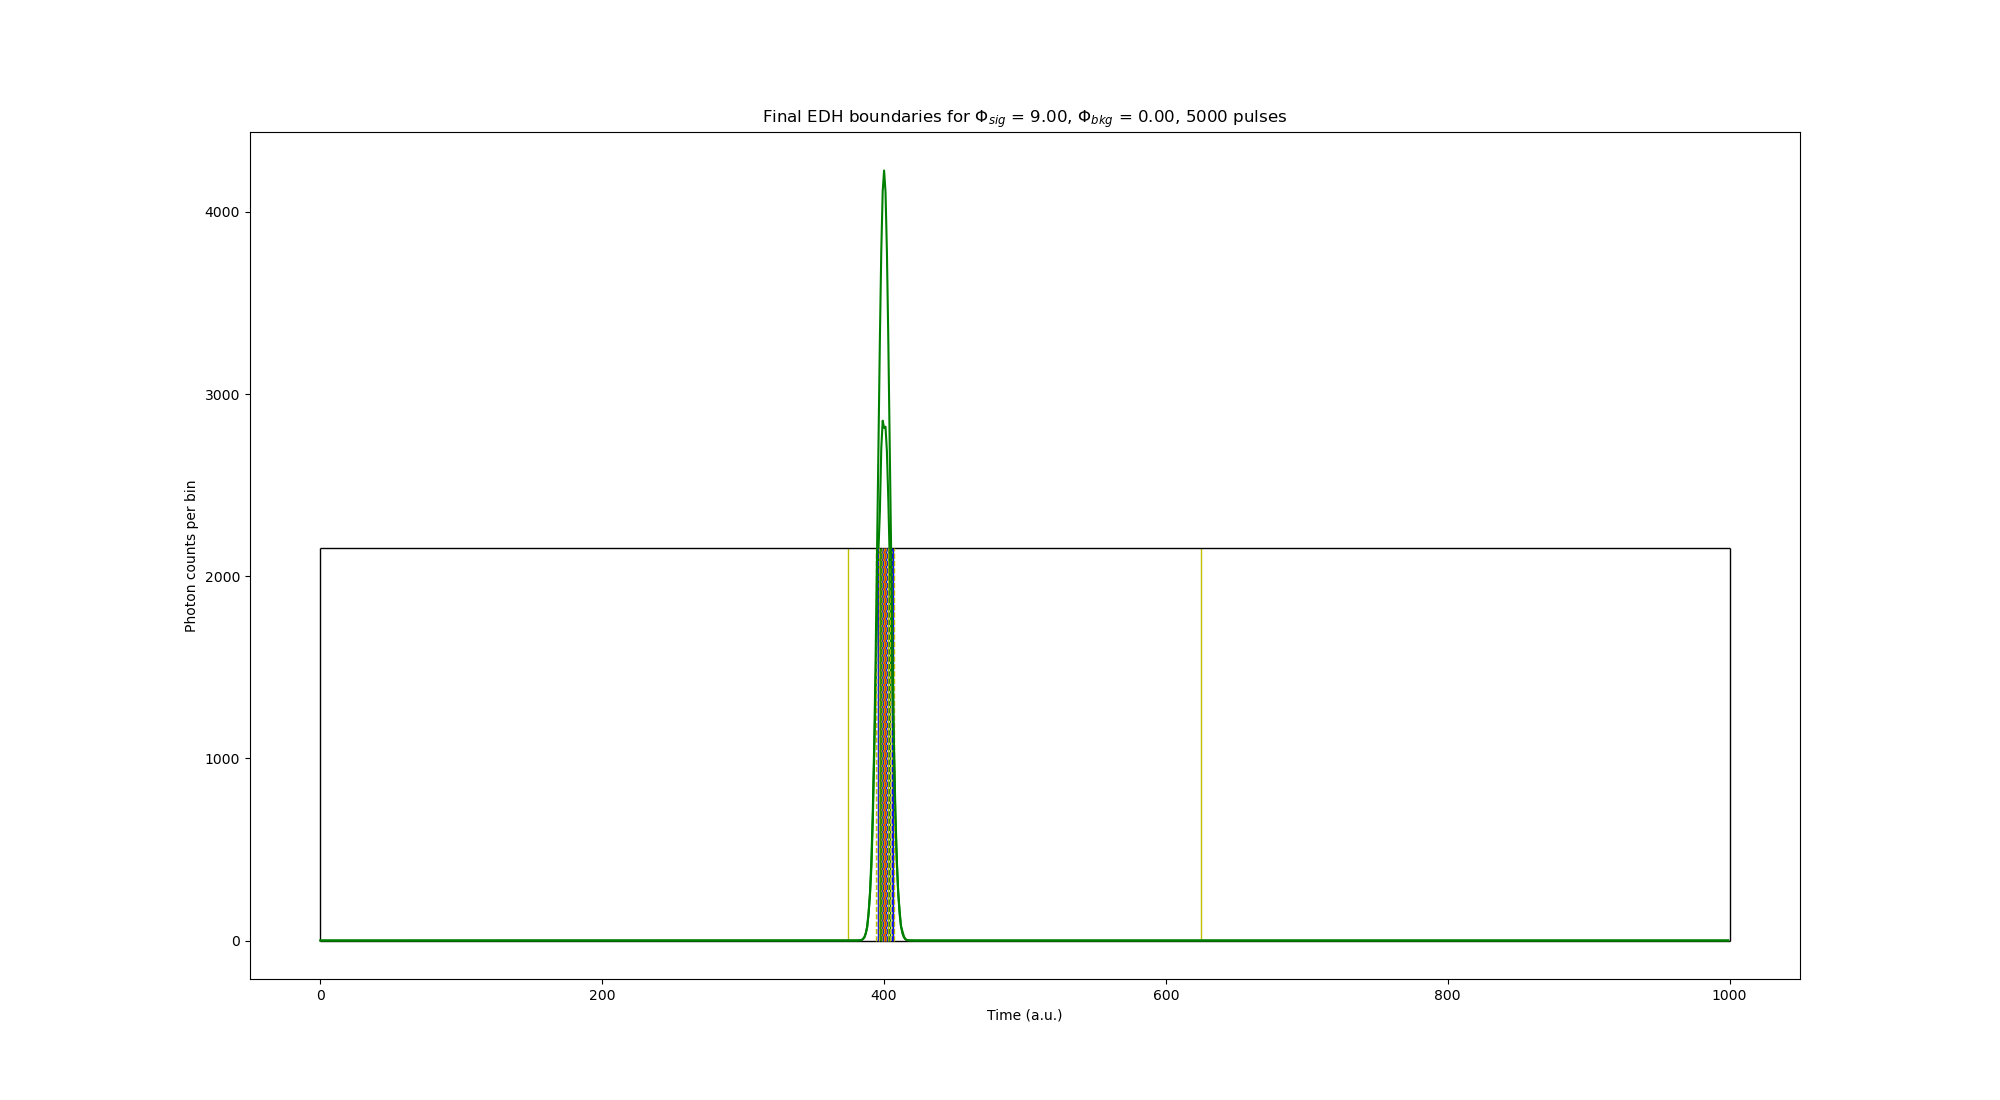 Final EDH boundaries for Φsig = 9.00, Φbkg = 0.00, 5000 pulses
Photon counts per bin
4000
3000
2000
1000
0
0 200 400 600 800 1000
Time (a.u.)